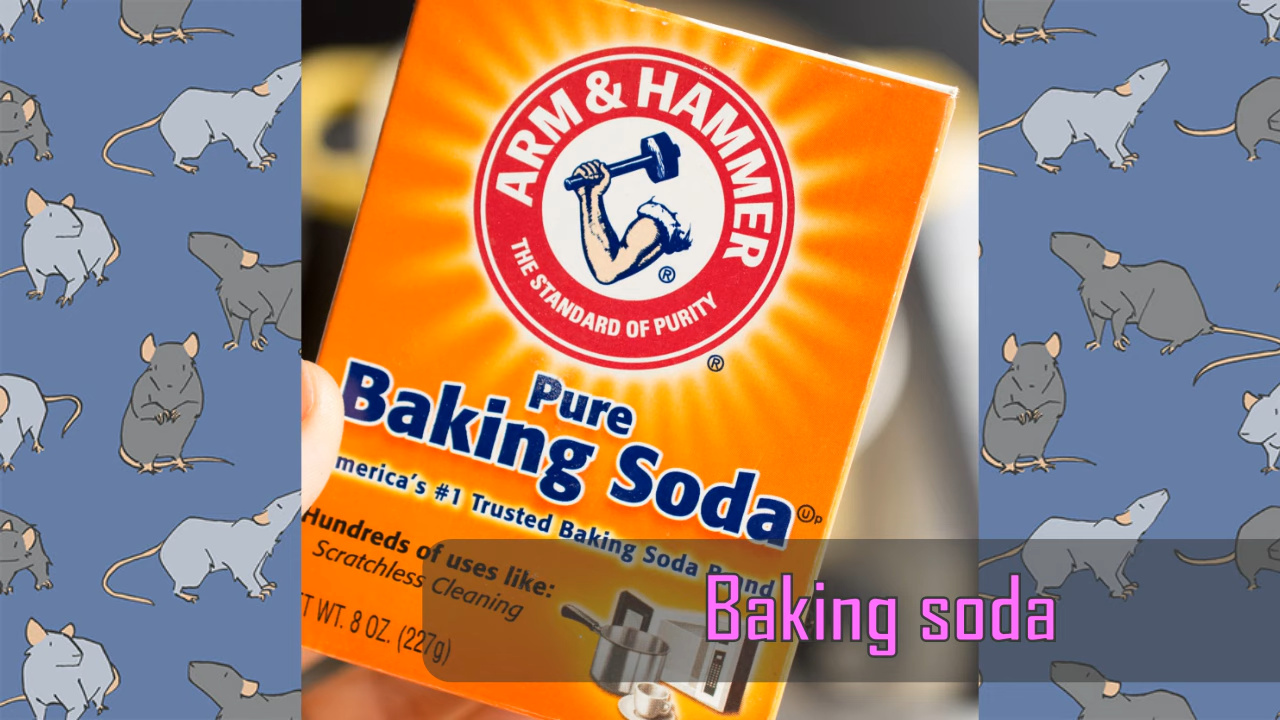 ARM & HAMMER
THE STANDARD OF PURITY
®
®
Pure
Baking Soda
merica's #1 Trusted Baking Soda
Hundreds of uses like:
Scratchless Cleaning
T WT. 8 OZ. (227g)
Baking soda